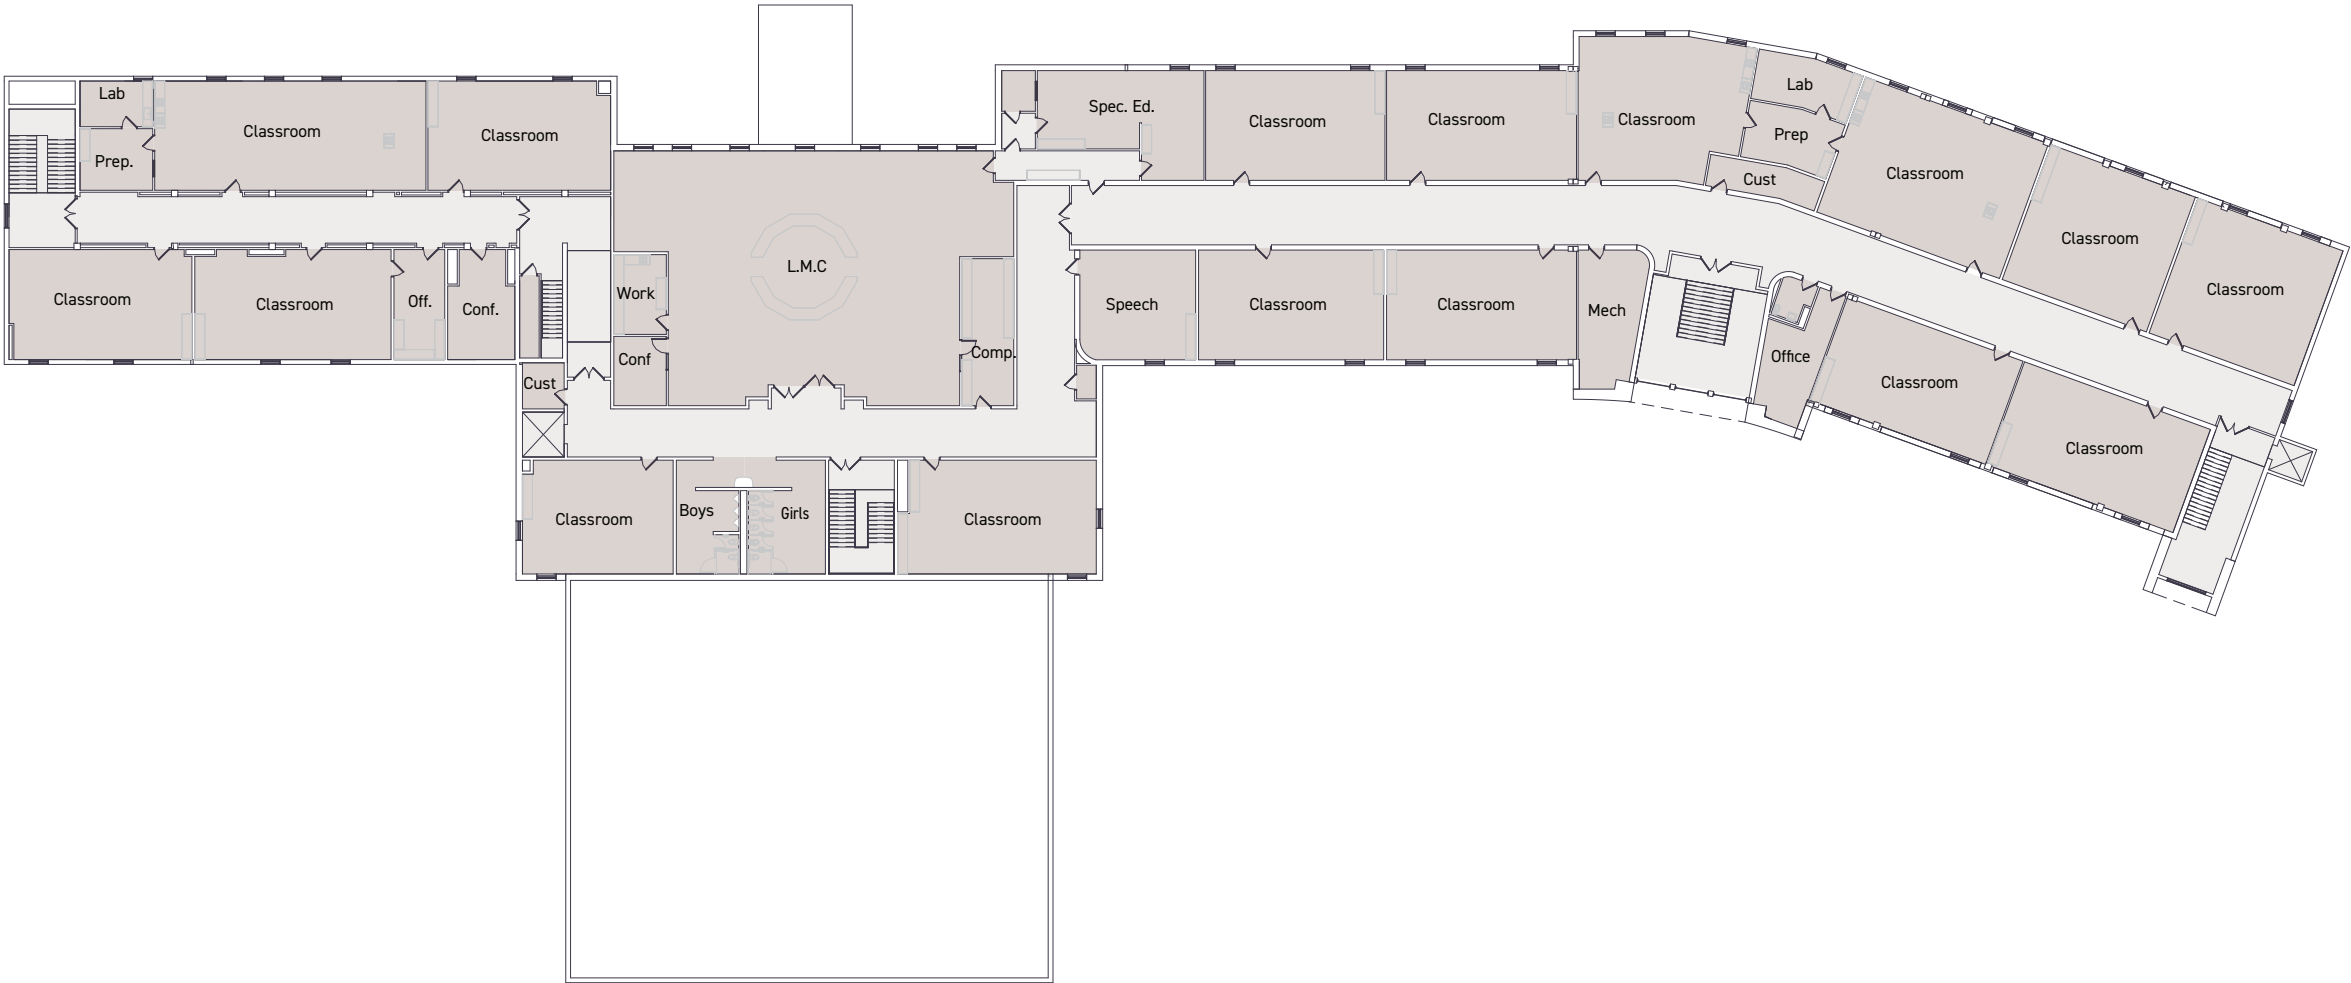 Lab
Classroom
Classroom
Prep.
Classroom
Classroom
Off.
Conf.
Cust
Work
Conf
L.M.C
Comp.
Classroom
Boys
Girls
Classroom
Spec. Ed.
Classroom
Classroom
Classroom
Lab
Prep
Cust
Classroom
Classroom
Classroom
Speech
Classroom
Classroom
Mech
Office
Classroom
Classroom